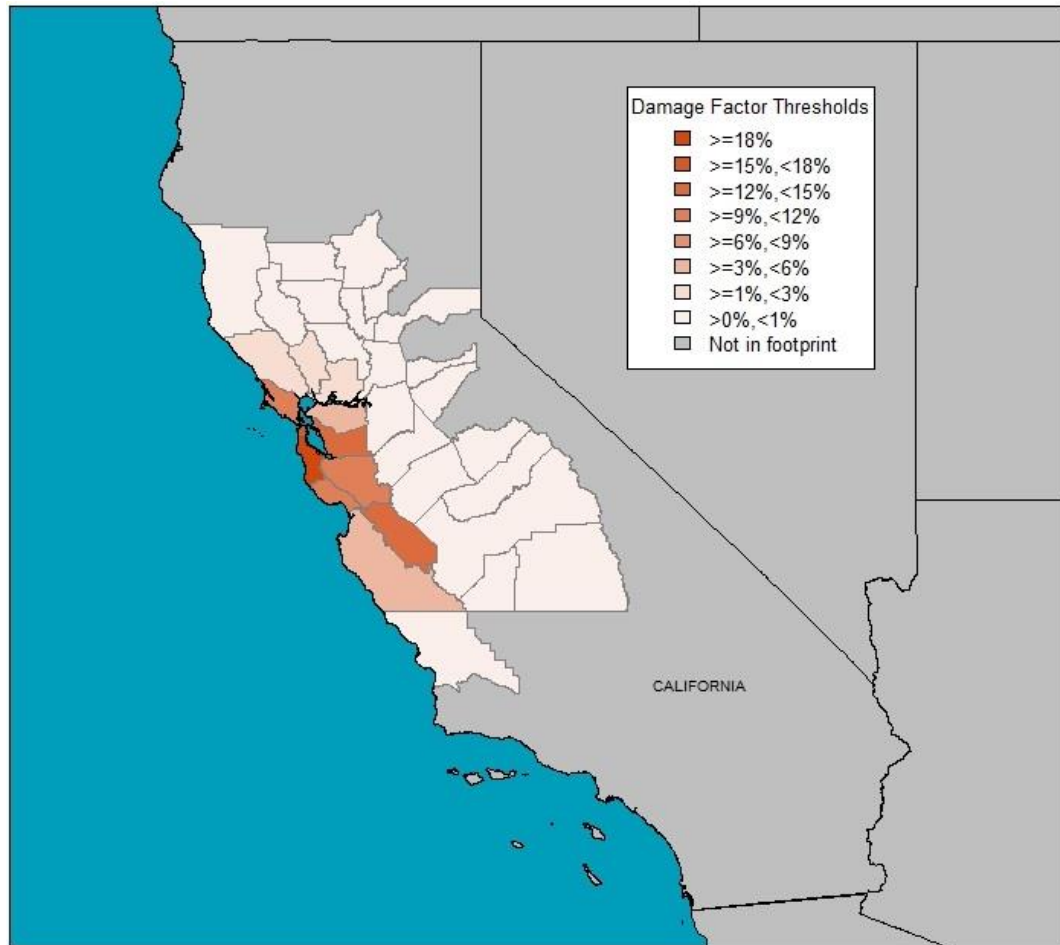 Damage Factor Thresholds
>=18%
>=15%,<18%
>=12%,<15%
>=9%,<12%
>=6%,<9%
>=3%,<6%
>=1%,<3%
>0%,<1%
Not in footprint
CALIFORNIA